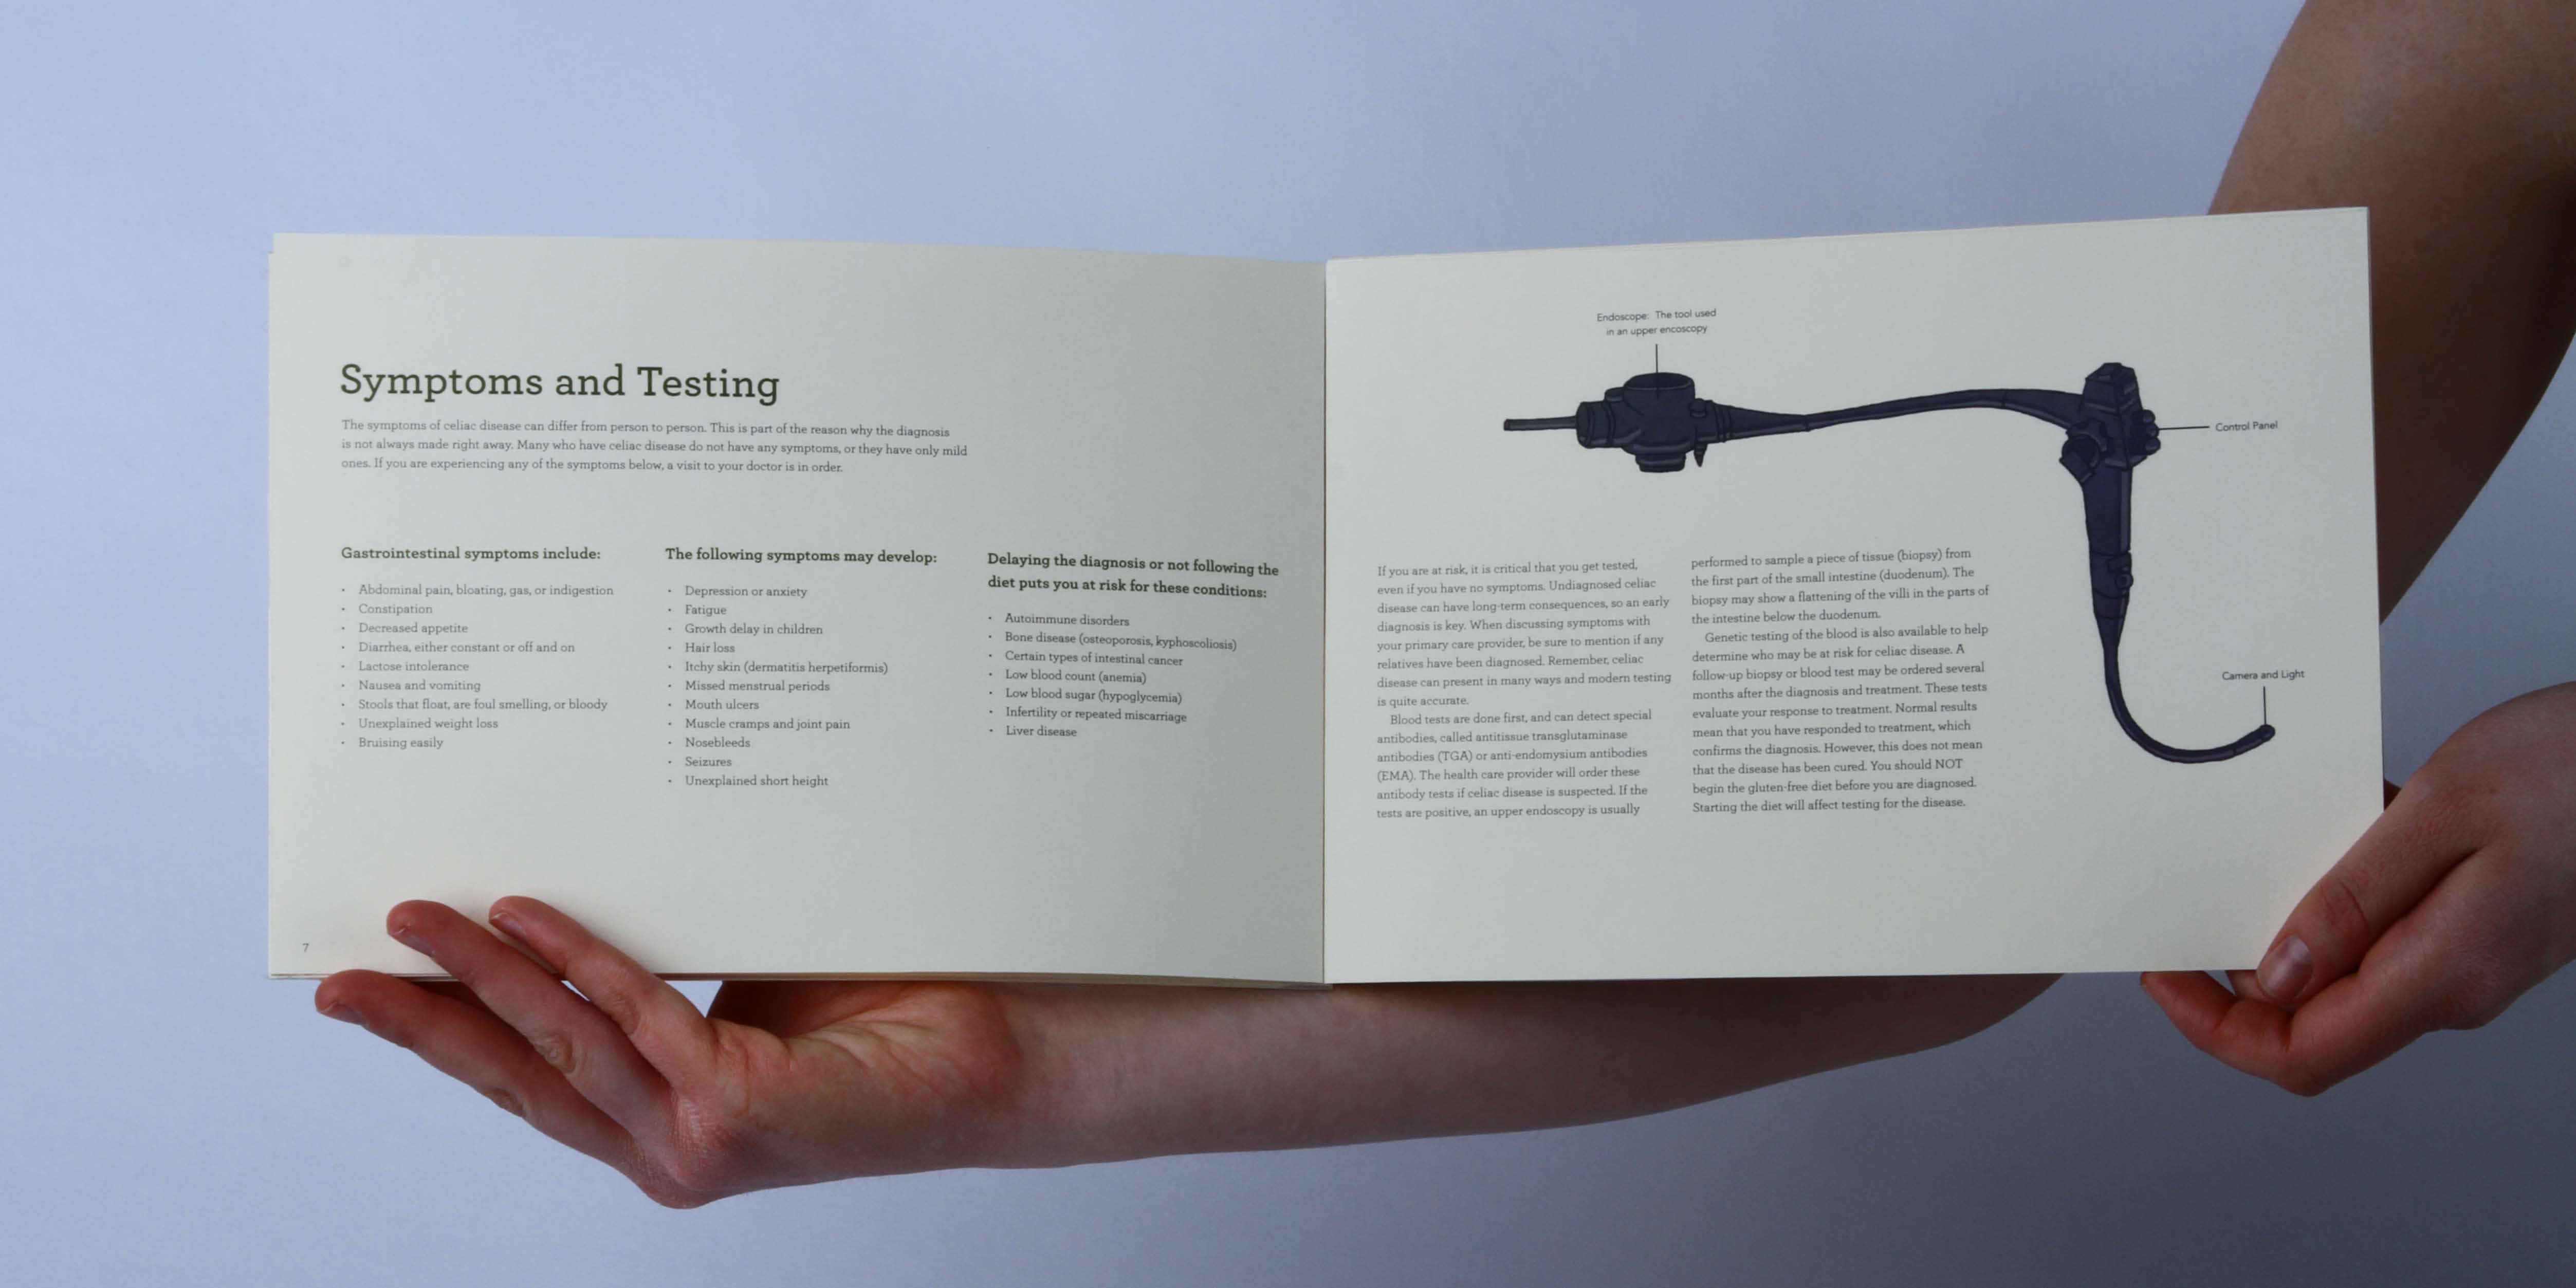 Symptoms and Testing
The symptoms of celiac disease can differ from person to person. This is part of the reason why the diagnosis
is not always made right away. Many who have celiac disease do not have any symptoms, or they have only mild
ones. If you are experiencing any of the symptoms below, a visit to your doctor is in order.
Gastrointestinal symptoms include:
• Abdominal pain, bloating, gas, or indigestion
• Constipation
• Decreased appetite
• Diarrhea, either constant or off and on
• Lactose intolerance
• Nausea and vomiting
• Stools that float, are foul smelling, or bloody
• Unexplained weight loss
• Bruising easily
The following symptoms may develop:
• Depression or anxiety
• Fatigue
• Growth delay in children
• Hair loss
• Itchy skin (dermatitis herpetiformis)
• Missed menstrual periods
• Mouth ulcers
• Muscle cramps and joint pain
• Nosebleeds
• Seizures
• Unexplained short height
Delaying the diagnosis or not following the
diet puts you at risk for these conditions:
• Autoimmune disorders
• Bone disease (osteoporosis, kyphoscoliosis)
• Certain types of intestinal cancer
• Low blood count (anemia)
• Low blood sugar (hypoglycemia)
• Infertility or repeated miscarriage
• Liver disease
7
Endoscope: The tool used
in an upper encoscopy
Control Panel
Camera and Light
If you are at risk, it is critical that you get tested,
even if you have no symptoms. Undiagnosed celiac
disease can have long-term consequences, so an early
diagnosis is key. When discussing symptoms with
your primary care provider, be sure to mention if any
relatives have been diagnosed. Remember, celiac
disease can present in many ways and modern testing
is quite accurate.
Blood tests are done first, and can detect special
antibodies, called antitissue transglutaminase
antibodies (TGA) or anti-endomysium antibodies
(EMA). The health care provider will order these
antibody tests if celiac disease is suspected. If the
tests are positive, an upper endoscopy is usually
performed to sample a piece of tissue (biopsy) from
the first part of the small intestine (duodenum). The
biopsy may show a flattening of the villi in the parts of
the intestine below the duodenum.
Genetic testing of the blood is also available to help
determine who may be at risk for celiac disease. A
follow-up biopsy or blood test may be ordered several
months after the diagnosis and treatment. These tests
evaluate your response to treatment. Normal results
mean that you have responded to treatment, which
confirms the diagnosis. However, this does not mean
that the disease has been cured. You should NOT
begin the gluten-free diet before you are diagnosed.
Starting the diet will affect testing for the disease.